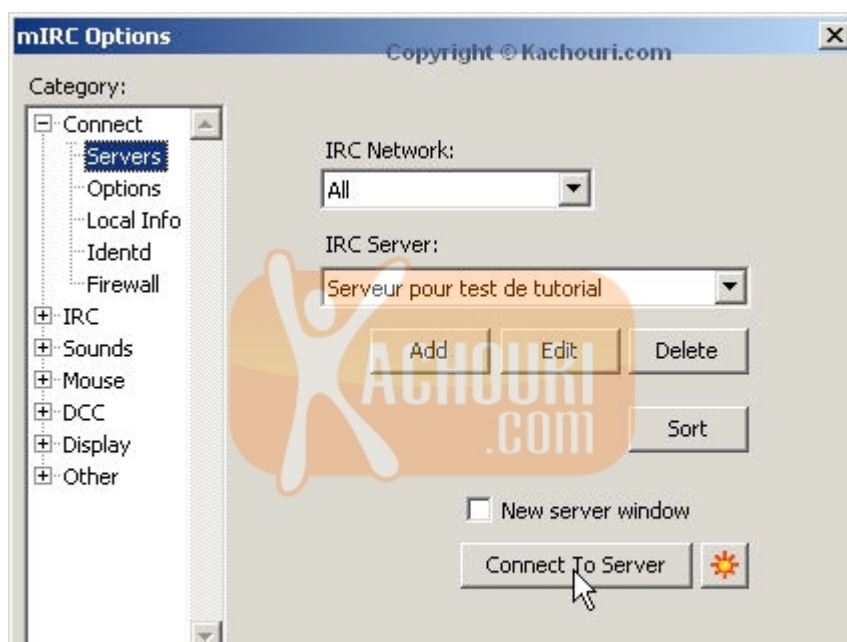 mIRC Options
Copyright © Kachouri.com
Category:
Connect
Servers
Options
Local Info
Identd
Firewall
IRC
Sounds
Mouse
DCC
Display
Other
IRC Network:
All
IRC Server:
Serveur pour test de tutorial
Add Edit Delete
KACHOURI
.COM
Sort
New server window
Connect To Server